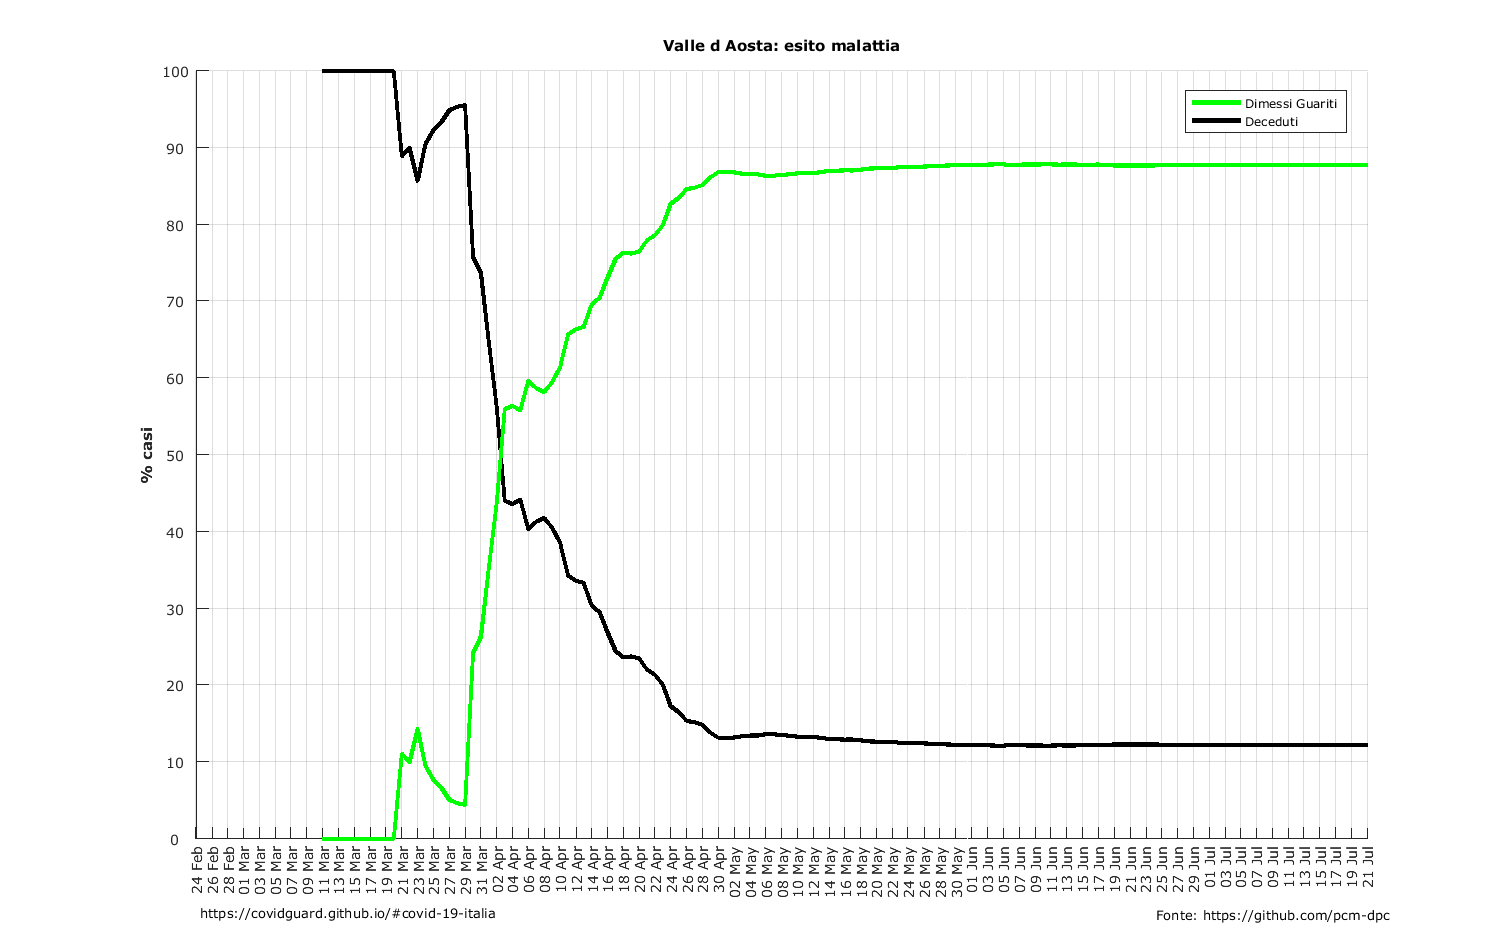 Valle d Aosta: esito malattia
Dimessi Guariti
Deceduti
% casi
100
90
80
70
60
50
40
30
20
10
0
24 Feb
26 Feb
28 Feb
01 Mar
03 Mar
05 Mar
07 Mar
09 Mar
11 Mar
13 Mar
15 Mar
17 Mar
19 Mar
21 Mar
23 Mar
25 Mar
27 Mar
29 Mar
31 Mar
02 Apr
04 Apr
06 Apr
08 Apr
10 Apr
12 Apr
14 Apr
16 Apr
18 Apr
20 Apr
22 Apr
24 Apr
26 Apr
28 Apr
30 Apr
02 May
04 May
06 May
08 May
10 May
12 May
14 May
16 May
18 May
20 May
22 May
24 May
26 May
28 May
30 May
01 Jun
03 Jun
05 Jun
07 Jun
09 Jun
11 Jun
13 Jun
15 Jun
17 Jun
19 Jun
21 Jun
23 Jun
25 Jun
27 Jun
29 Jun
01 Jul
03 Jul
05 Jul
07 Jul
09 Jul
11 Jul
13 Jul
15 Jul
17 Jul
19 Jul
21 Jul
https://covidguard.github.io/#covid-19-italia
Fonte: https://github.com/pcm-dpc